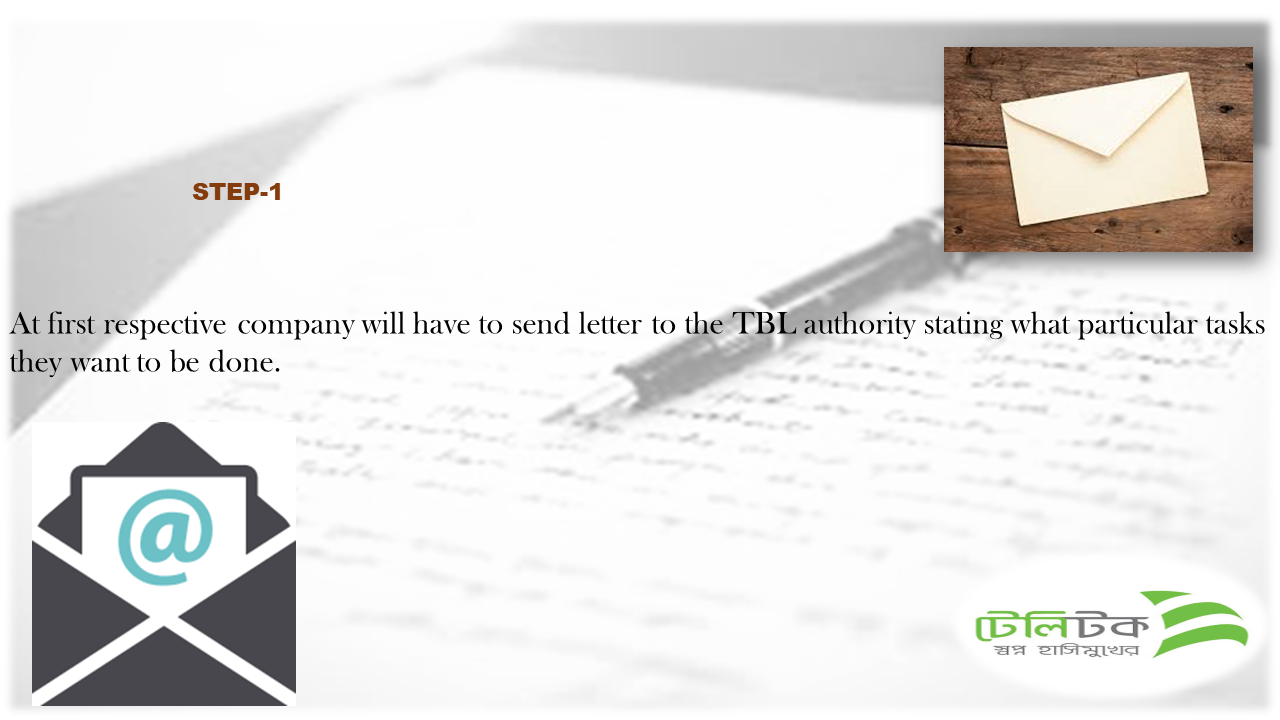 STEP-1
At first respective company will have to send letter to the TBL authority stating what particular tasks
they want to be done.
@
টেলিটক
স্বপ্ন হাসিমুখের